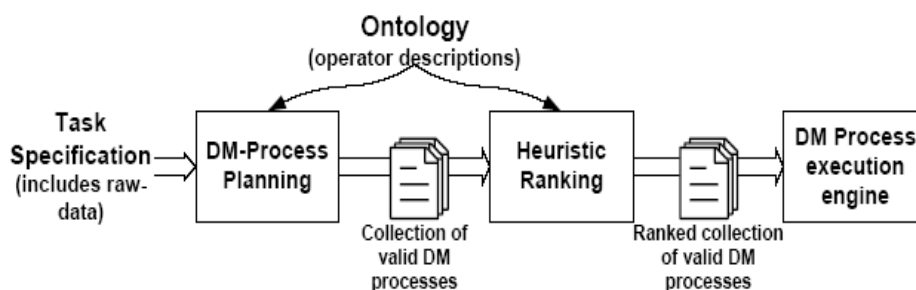 Ontology
(operator descriptions)
Task
Specification
(includes raw-
data)
DM-Process
Planning
Collection of
valid DM
processes
Heuristic
Ranking
Ranked collection
of valid DM
processes
DM Process
execution
engine